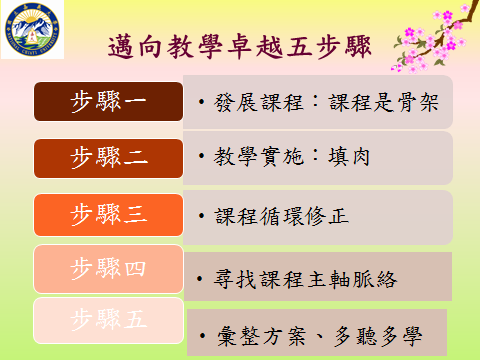 邁向教學卓越五步驟
步驟一
・發展課程：課程是骨架
步驟二
・教學實施：填肉
步驟三
・課程循環修正
步驟四
・尋找課程主軸脈絡
步驟五
・彙整方案、多聽多學